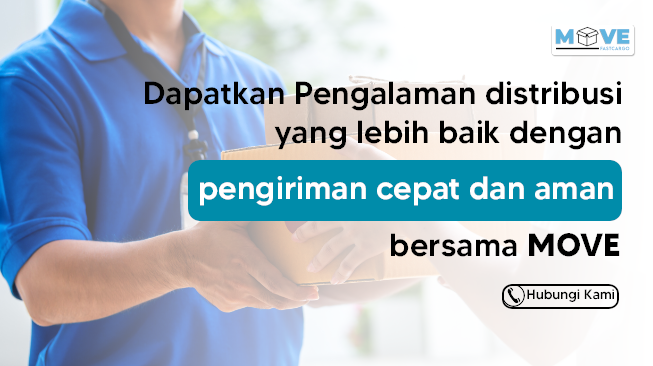 MOVE
FASTCARGO
Dapatkan Pengalaman distribusi
yang lebih baik dengan
pengiriman cepat dan aman
bersama MOVE
Hubungi Kami